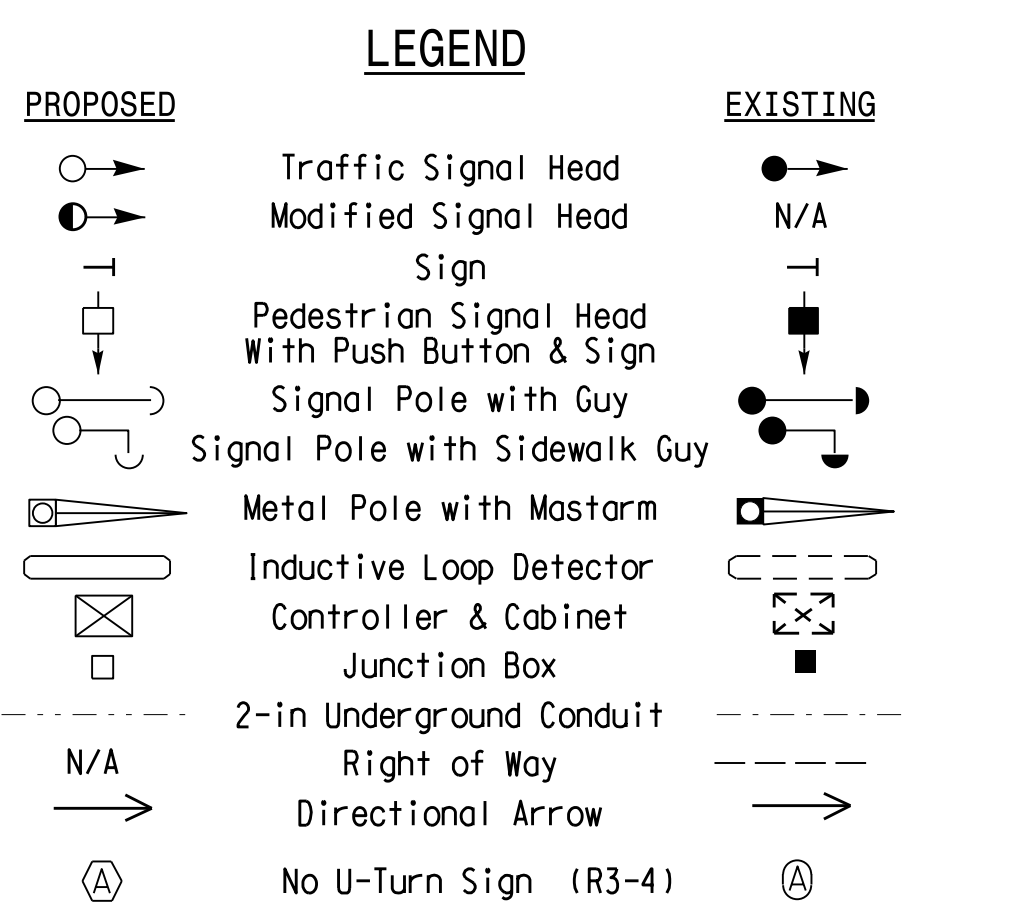 LEGEND
PROPOSED EXISTING
Traffic Signal Head
Modified Signal Head N/A
Sign
Pedestrian Signal Head
With Push Button & Sign
Signal Pole with Guy
Signal Pole with Sidewalk Guy
Metal Pole with Mastarm
Inductive Loop Detector
Controller & Cabinet
Junction Box
2-in Underground Conduit
N/A Right of Way
Directional Arrow
A No U-Turn Sign (R3-4) A